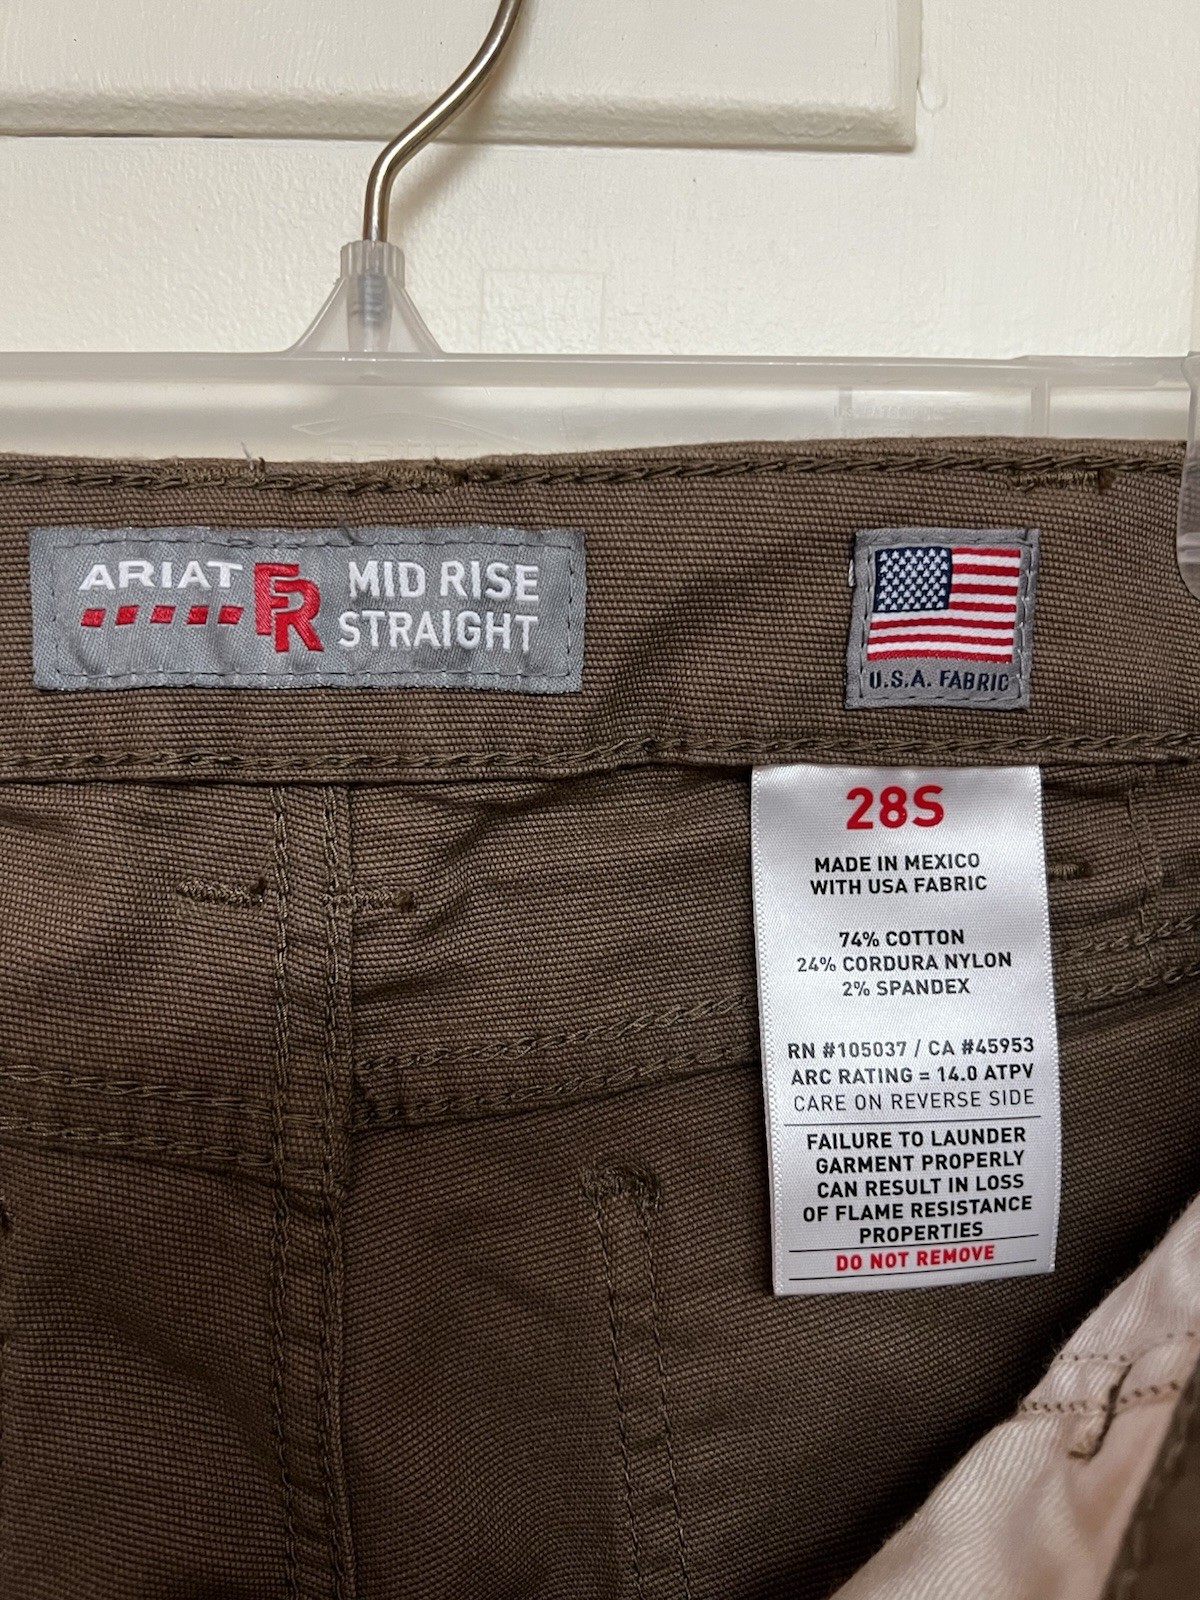 ARIAT FR MID RISE
STRAIGHT
U.S.A. FABRIC
28S
MADE IN MEXICO
WITH USA FABRIC
74% COTTON
24% CORDURA NYLON
2% SPANDEX
RN #105037 / CA #45953
ARC RATING = 14.0 ATPV
CARE ON REVERSE SIDE
FAILURE TO LAUNDER
GARMENT PROPERLY
CAN RESULT IN LOSS
OF FLAME RESISTANCE
PROPERTIES
DO NOT REMOVE